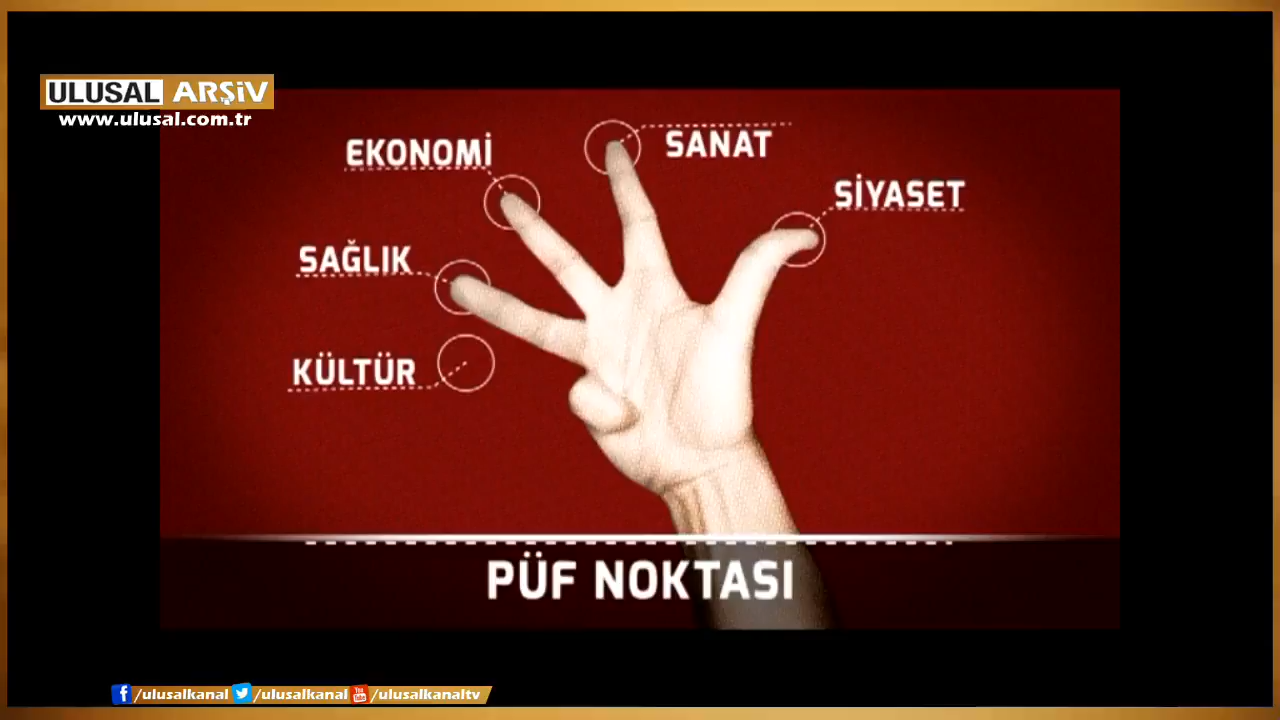 ULUSAL ARŞİV
www.ulusal.com.tr
EKONOMİ
SANAT
SİYASET
SAĞLIK
KÜLTÜR
PÜF NOKTASI
/ulusalkanal /ulusalkanal /ulusalkanaltv